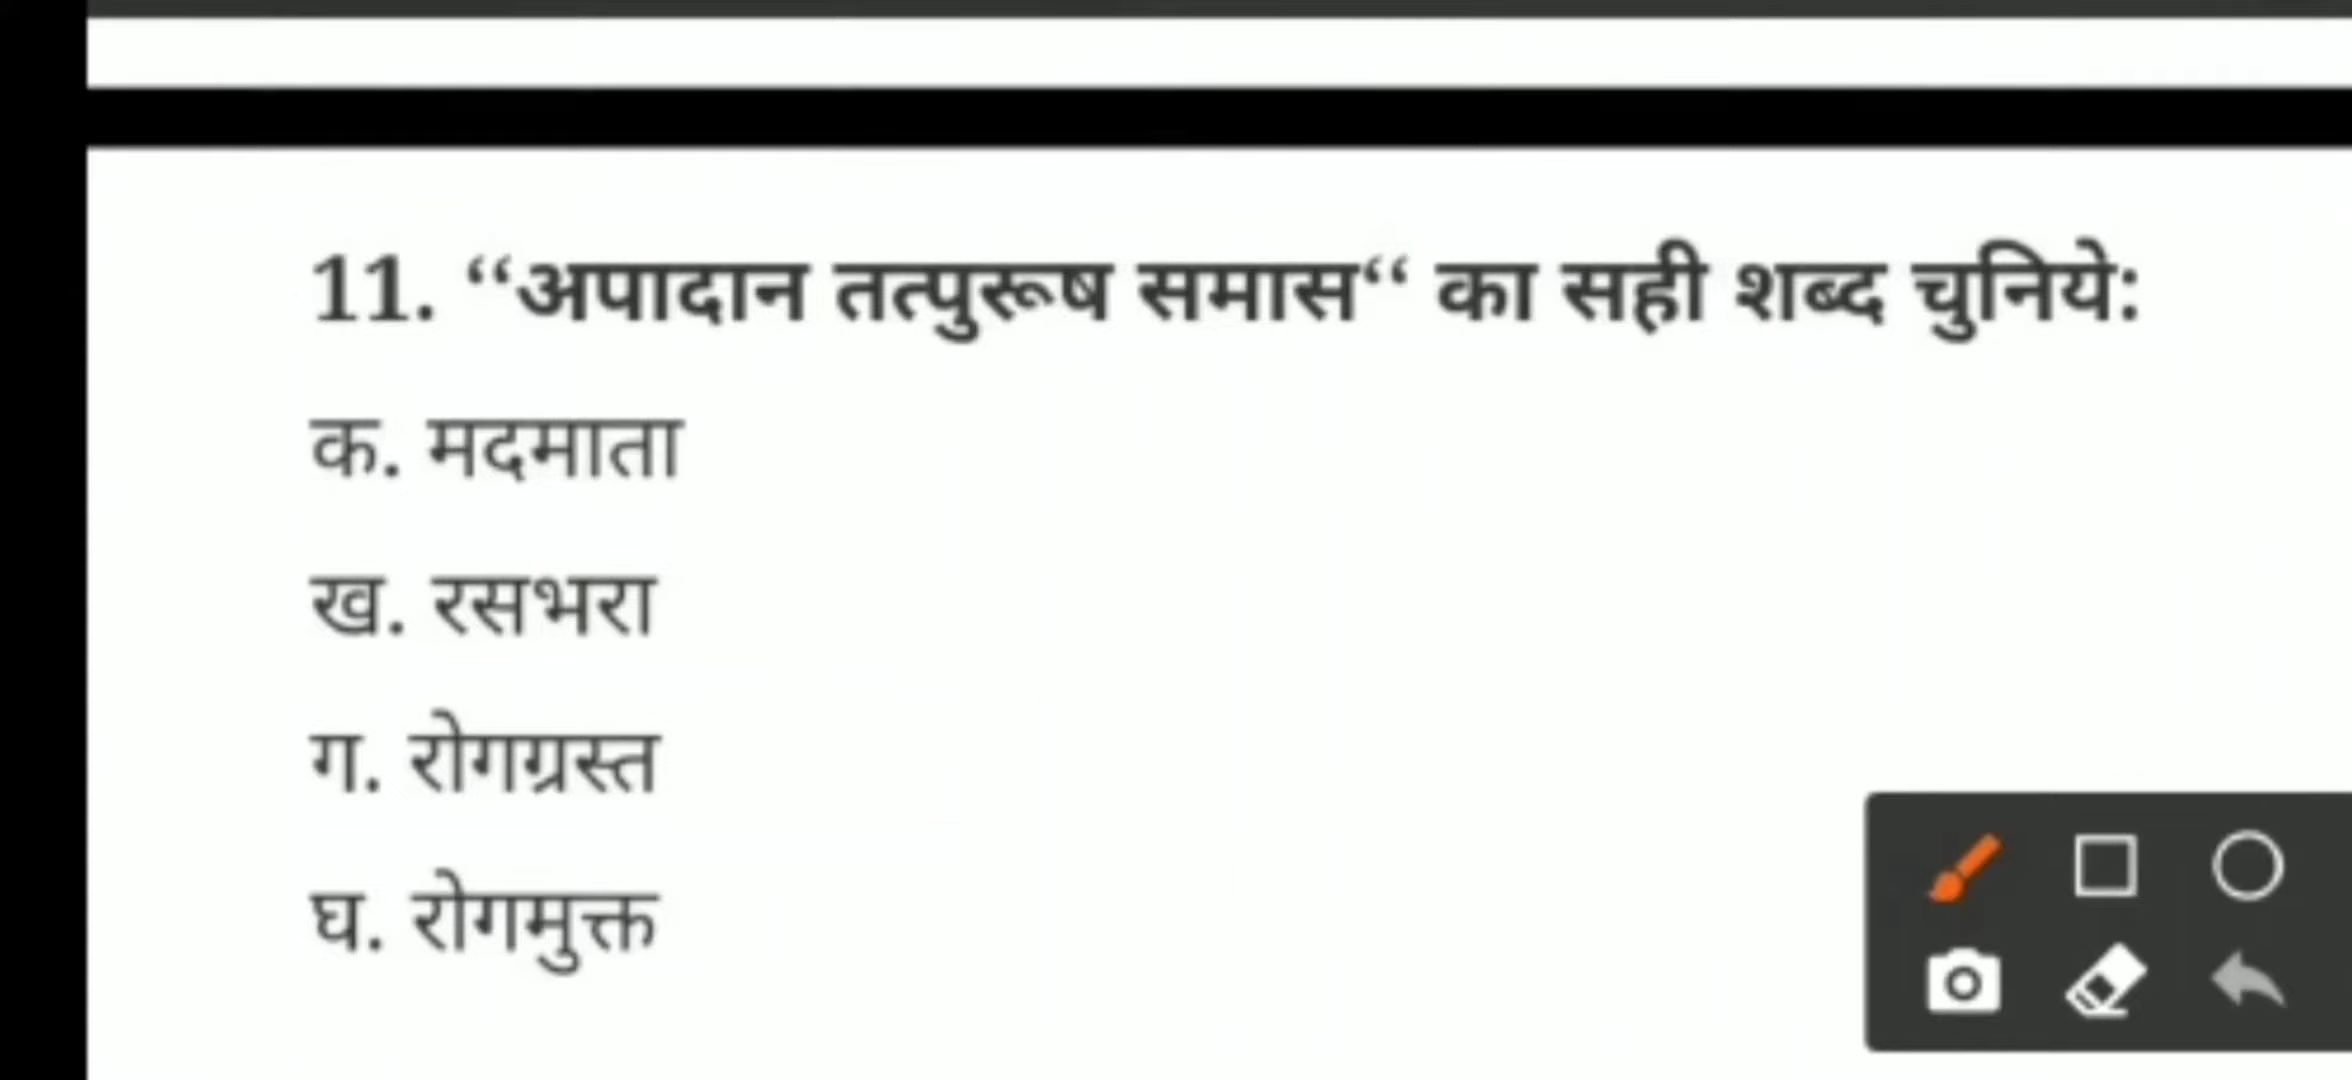 11. “अपादान तत्पुरूष समास“ का सही शब्द चुनिये:
क. मदमाता
ख. रसभरा
ग. रोगग्रस्त
घ. रोगमुक्त